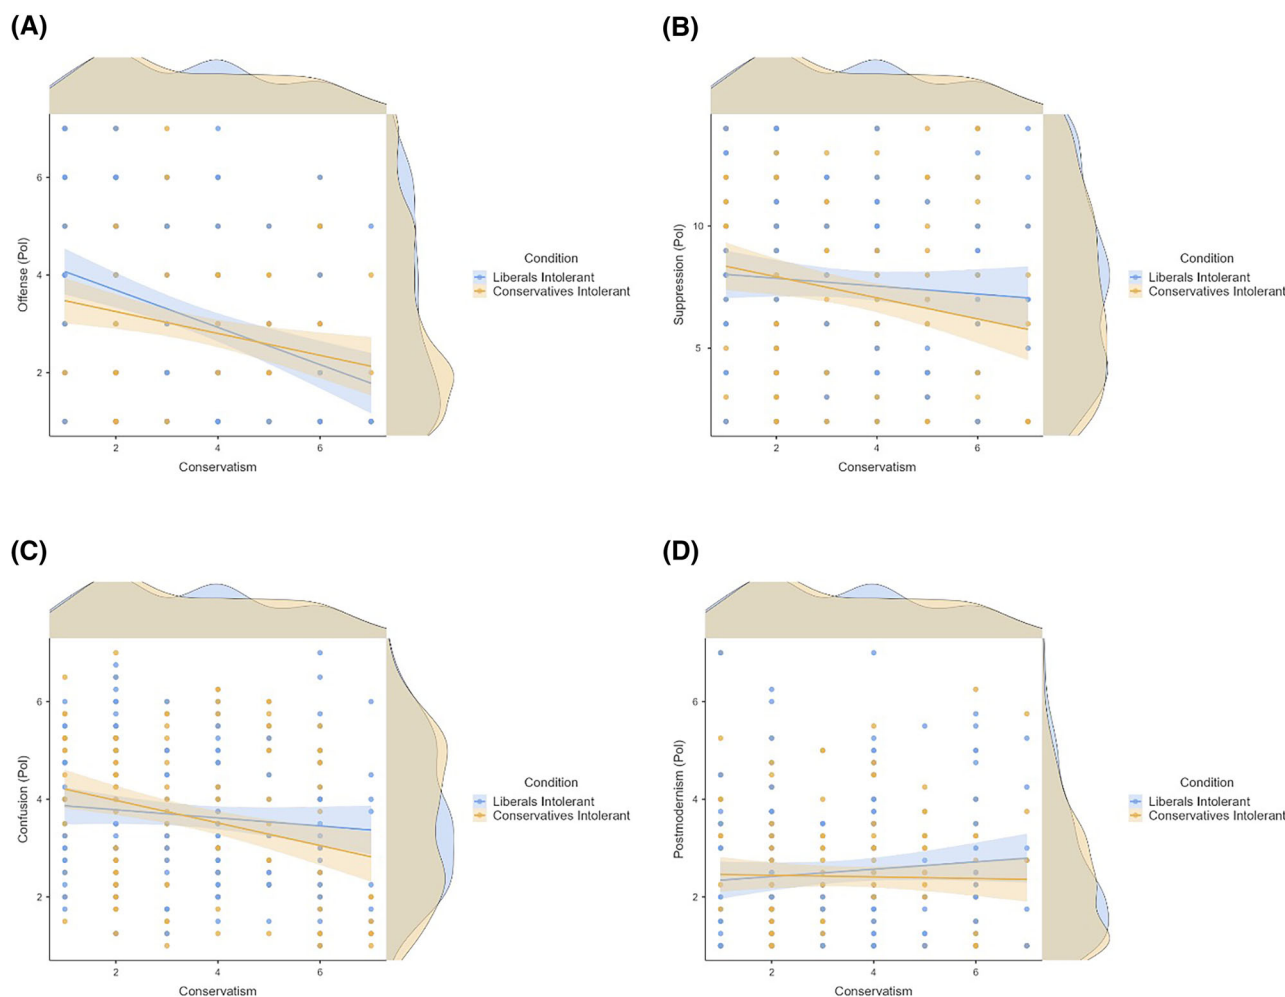 (A)
(B)
Offense (Pol)
6
4
2
2
4
6
Conservatism
Condition
Liberals Intolerant
Conservatives Intolerant
Suppression (Pol)
10
5
2
4
6
Conservatism
Condition
Liberals Intolerant
Conservatives Intolerant
(C)
(D)
Confusion (Pol)
6
4
2
2
4
6
Conservatism
Condition
Liberals Intolerant
Conservatives Intolerant
Postmodernism (Pol)
6
4
2
2
4
6
Conservatism
Condition
Liberals Intolerant
Conservatives Intolerant